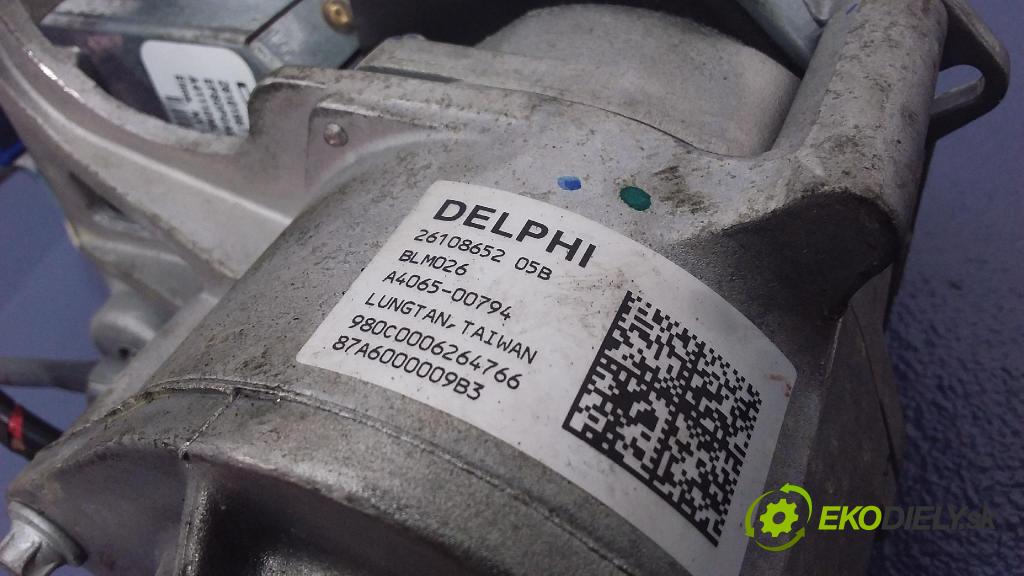 DELPHI
26108652 05B
BLM026
A4065-00794
LUNGTAN, TAIWAN
980C0006264766
87A6000009B3
EKODIELY.sk